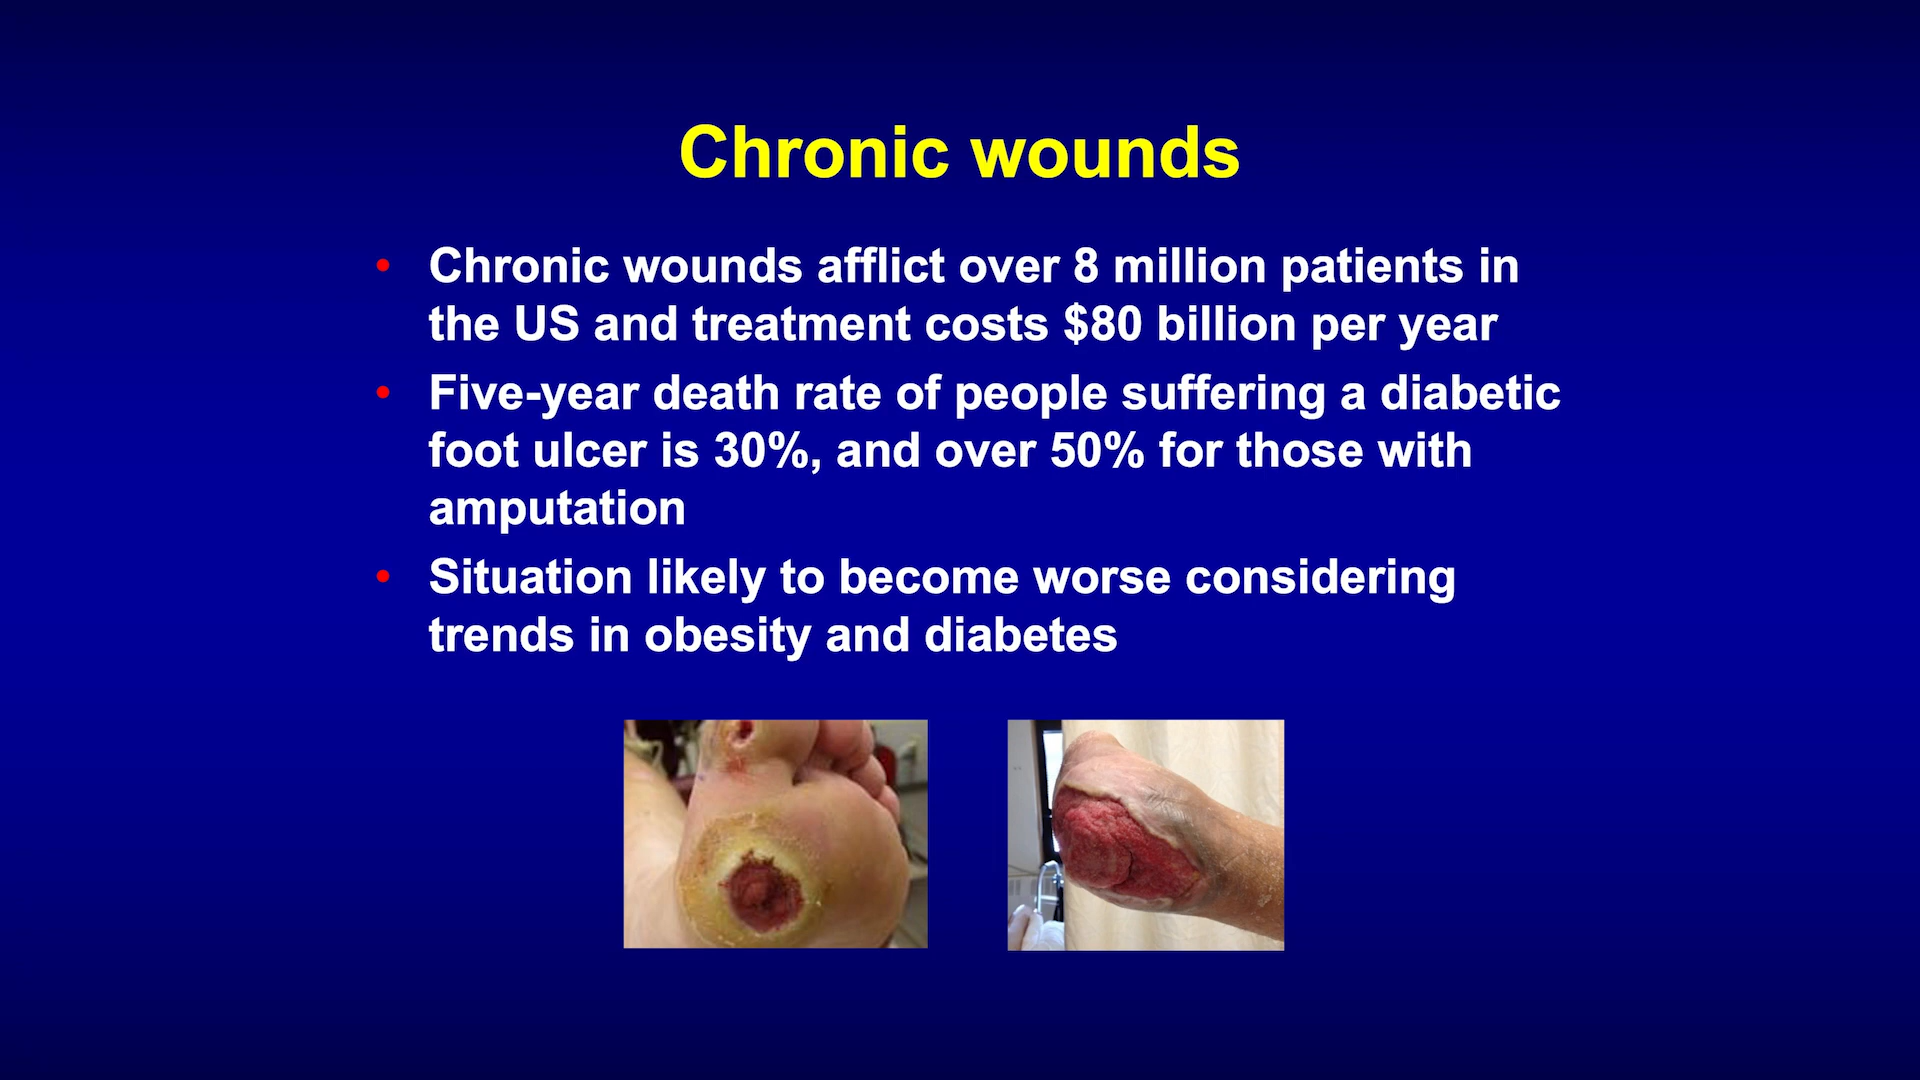 Chronic wounds
• Chronic wounds afflict over 8 million patients in
the US and treatment costs $80 billion per year
• Five-year death rate of people suffering a diabetic
foot ulcer is 30%, and over 50% for those with
amputation
• Situation likely to become worse considering
trends in obesity and diabetes